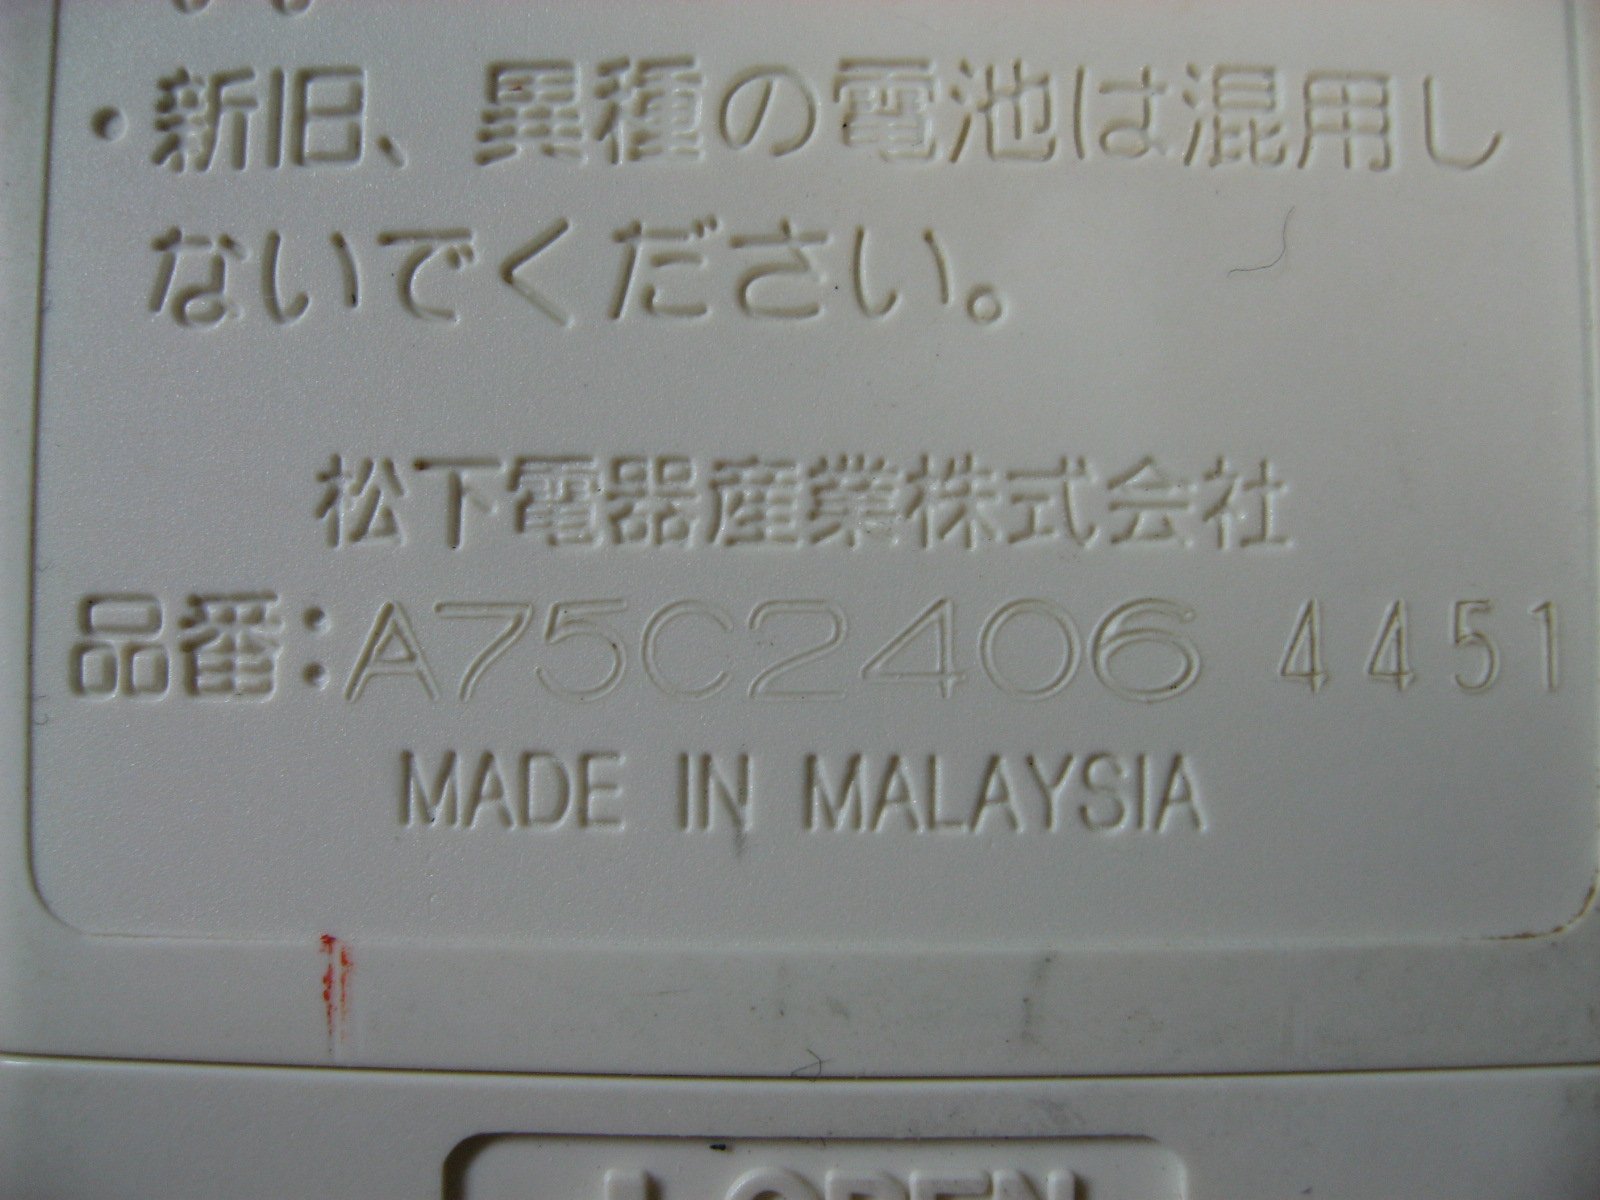 ・新旧、異種の電池は混用し
ないでください。
松下電器産業株式会社
品番:A75C2406 4451
MADE IN MALAYSIA
OPEN